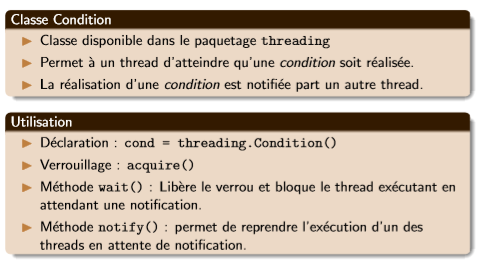 Classe Condition
Classe disponible dans le paquetage threading
Permet à un thread d'atteindre qu'une condition soit réalisée.
La réalisation d'une condition est notifiée part un autre thread.
Utilisation
Déclaration : cond = threading.Condition()
Verrouillage : acquire()
Méthode wait() : Libère le verrou et bloque le thread exécutant en
attendant une notification.
Méthode notify() : permet de reprendre l'exécution d'un des
threads en attente de notification.